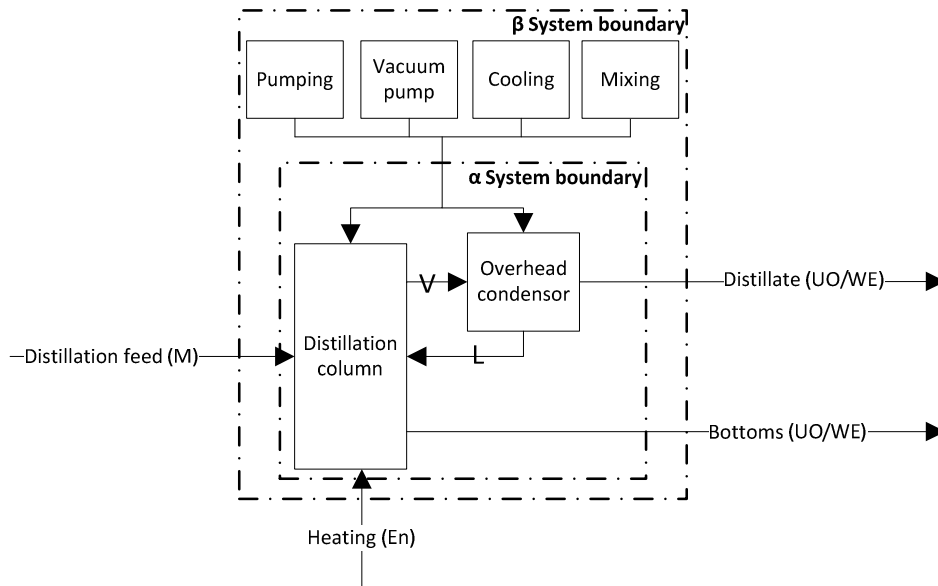 β System boundary
Pumping
Vacuum
pump
Cooling
Mixing
α System boundary
V
Overhead
condensor
Distillate (UO/WE)
Distillation feed (M)
Distillation
column
L
Bottoms (UO/WE)
Heating (En)